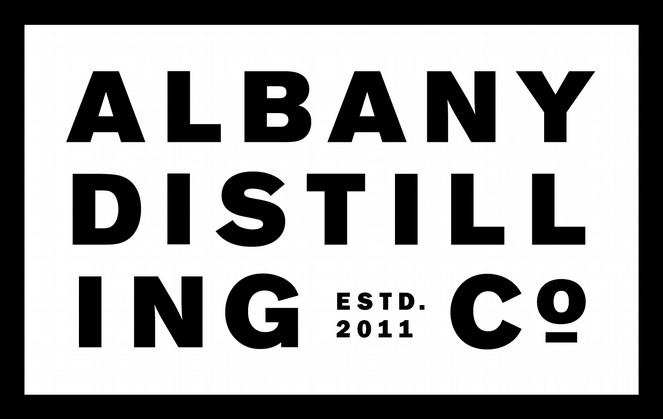 ALBANY
DISTILL
ING ESTD. 2011 Cº